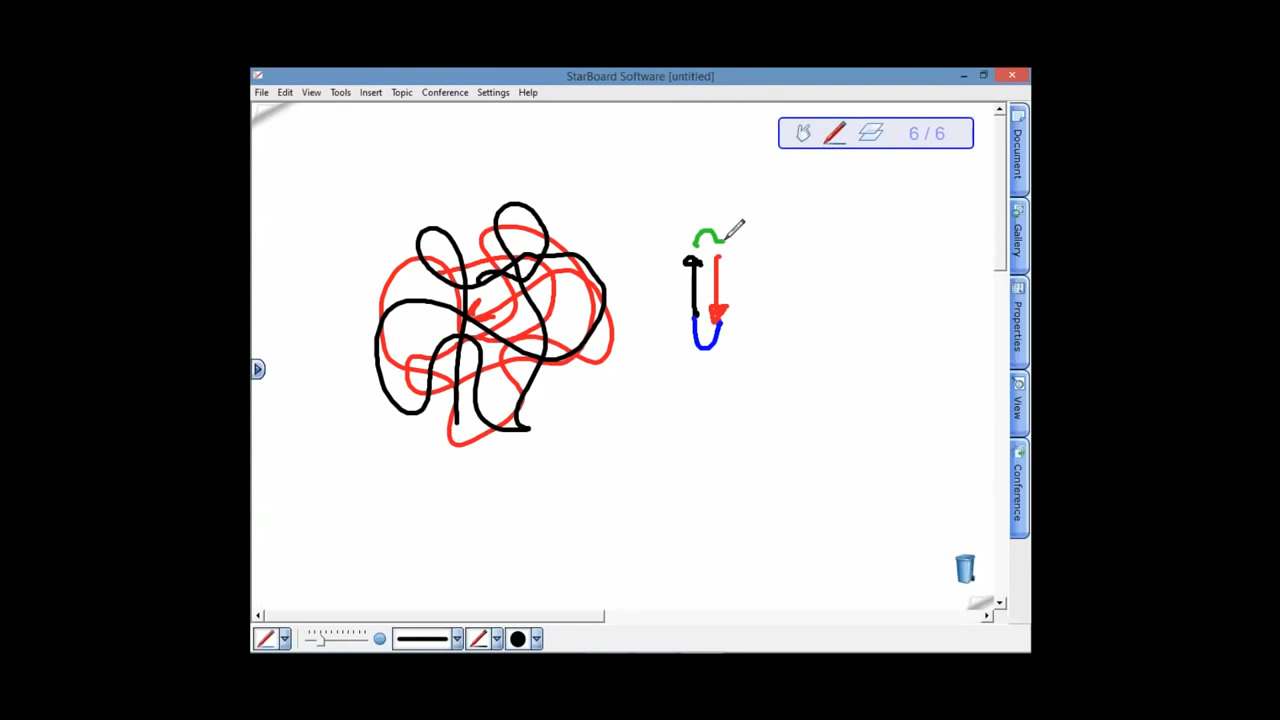 StarBoard Software [untitled]
File Edit View Tools Insert Topic Conference Settings Help
6 / 6
Document
Gallery
Properties
View
Conference